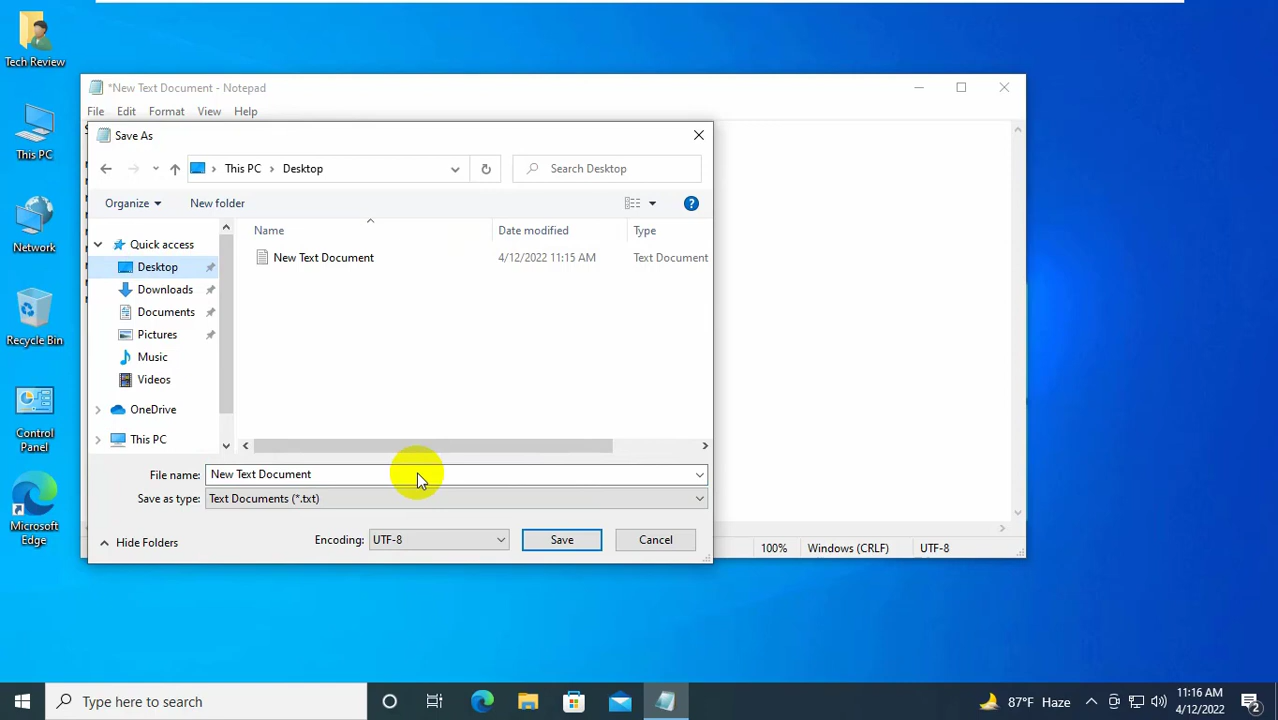 Tech Review
This PC
Network
Recycle Bin
Control
Panel
Microsoft
Edge
*New Text Document - Notepad
File Edit Format View Help
Save As
This PC › Desktop
Search Desktop
Organize New folder
Name Date modified Type
Quick access
Desktop
Downloads
Documents
Pictures
Music
Videos
OneDrive
This PC
New Text Document 4/12/2022 11:15 AM Text Document
File name: New Text Document
Save as type: Text Documents (*.txt)
Hide Folders Encoding: UTF-8 Save Cancel
100% Windows (CRLF) UTF-8
Type here to search
87°F Haze
11:16 AM
4/12/2022
2